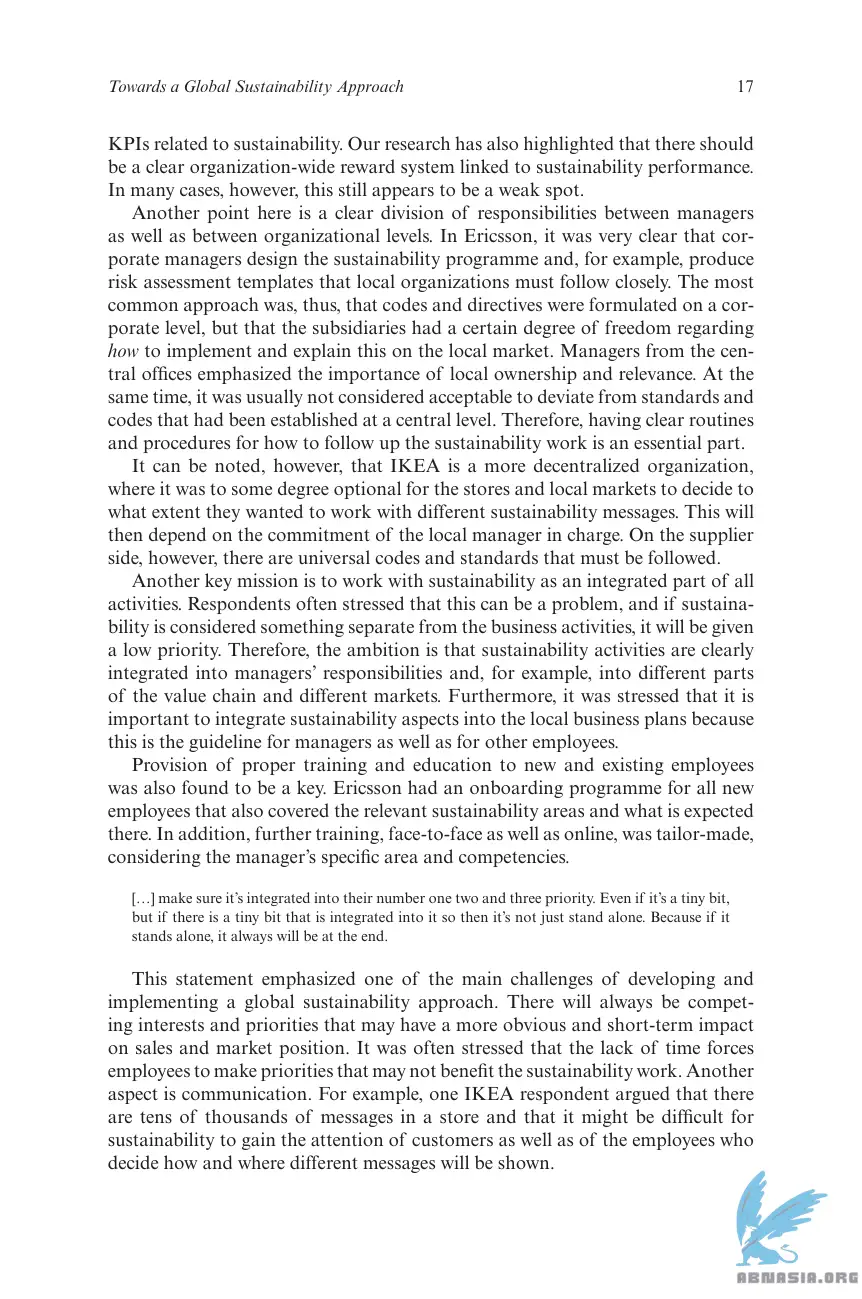 Towards a Global Sustainability Approach 17
KPIs related to sustainability. Our research has also highlighted that there should
be a clear organization-wide reward system linked to sustainability performance.
In many cases, however, this still appears to be a weak spot.
Another point here is a clear division of responsibilities between managers
as well as between organizational levels. In Ericsson, it was very clear that cor-
porate managers design the sustainability programme and, for example, produce
risk assessment templates that local organizations must follow closely. The most
common approach was, thus, that codes and directives were formulated on a cor-
porate level, but that the subsidiaries had a certain degree of freedom regarding
how to implement and explain this on the local market. Managers from the cen-
tral offices emphasized the importance of local ownership and relevance. At the
same time, it was usually not considered acceptable to deviate from standards and
codes that had been established at a central level. Therefore, having clear routines
and procedures for how to follow up the sustainability work is an essential part.
It can be noted, however, that IKEA is a more decentralized organization,
where it was to some degree optional for the stores and local markets to decide to
what extent they wanted to work with different sustainability messages. This will
then depend on the commitment of the local manager in charge. On the supplier
side, however, there are universal codes and standards that must be followed.
Another key mission is to work with sustainability as an integrated part of all
activities. Respondents often stressed that this can be a problem, and if sustaina-
bility is considered something separate from the business activities, it will be given
a low priority. Therefore, the ambition is that sustainability activities are clearly
integrated into managers’ responsibilities and, for example, into different parts
of the value chain and different markets. Furthermore, it was stressed that it is
important to integrate sustainability aspects into the local business plans because
this is the guideline for managers as well as for other employees.
Provision of proper training and education to new and existing employees
was also found to be a key. Ericsson had an onboarding programme for all new
employees that also covered the relevant sustainability areas and what is expected
there. In addition, further training, face-to-face as well as online, was tailor-made,
considering the manager’s specific area and competencies.
[…] make sure it’s integrated into their number one two and three priority. Even if it’s a tiny bit,
but if there is a tiny bit that is integrated into it so then it’s not just stand alone. Because if it
stands alone, it always will be at the end.
This statement emphasized one of the main challenges of developing and
implementing a global sustainability approach. There will always be compet-
ing interests and priorities that may have a more obvious and short-term impact
on sales and market position. It was often stressed that the lack of time forces
employees to make priorities that may not benefit the sustainability work. Another
aspect is communication. For example, one IKEA respondent argued that there
are tens of thousands of messages in a store and that it might be difficult for
sustainability to gain the attention of customers as well as of the employees who
decide how and where different messages will be shown.
ABNASIA.ORG